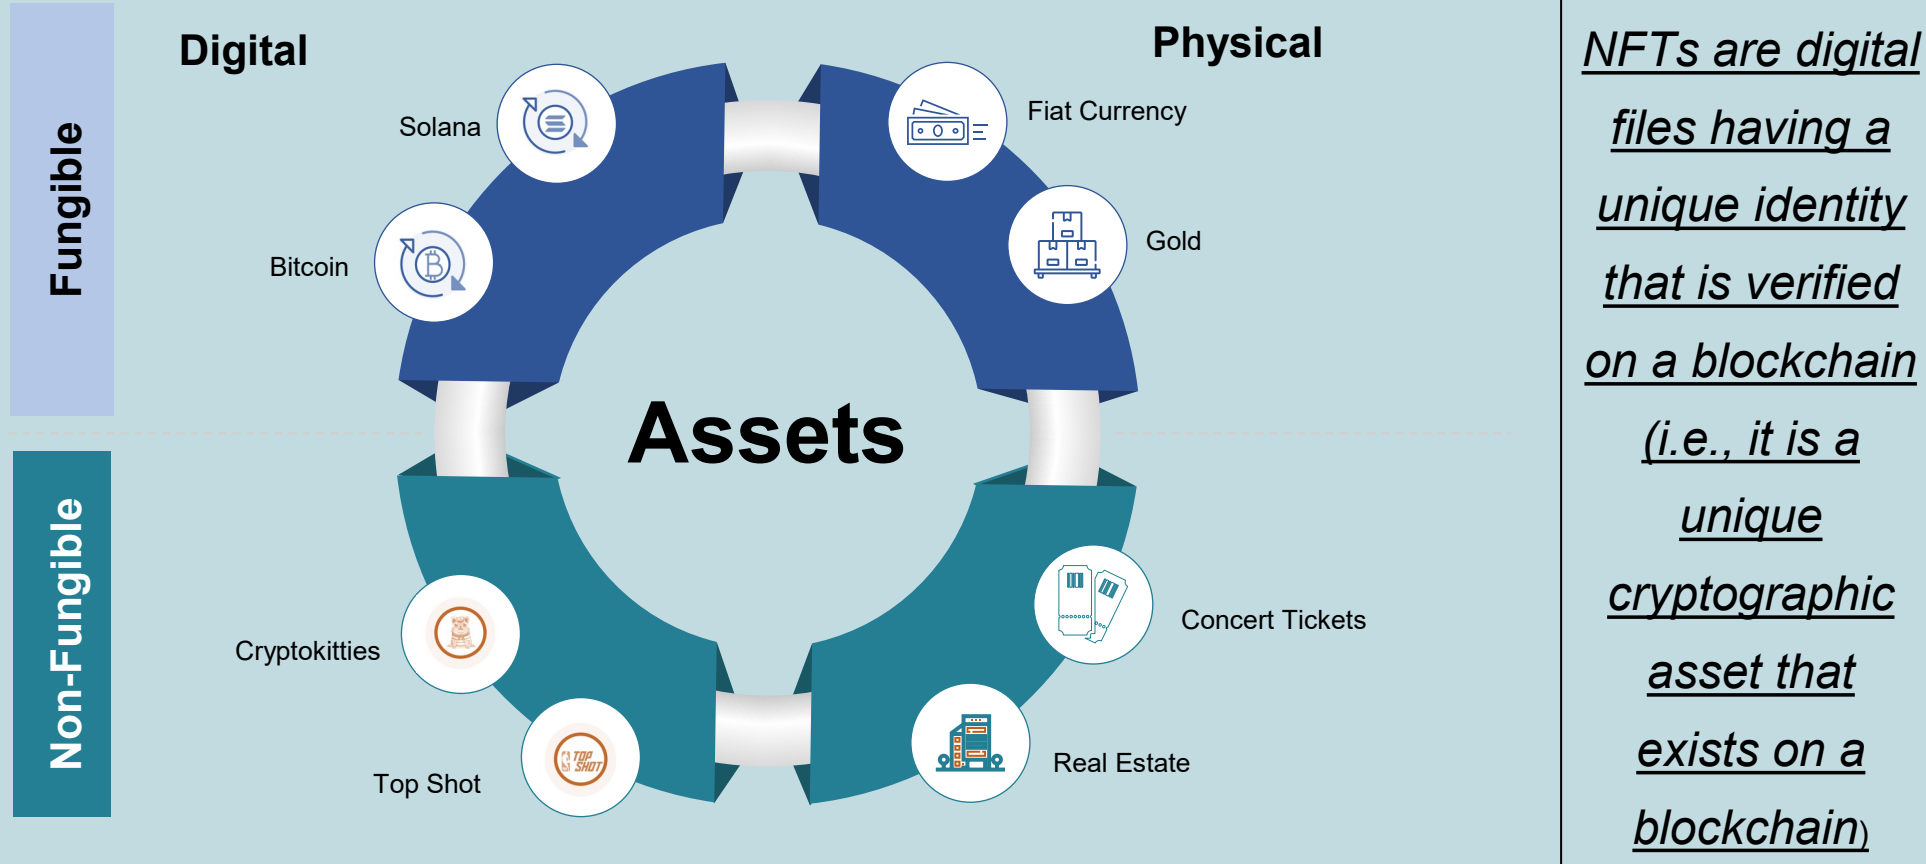 Digital
Physical
Fungible
Solana
Fiat Currency
Bitcoin
Gold
Assets
Non-Fungible
Cryptokitties
Concert Tickets
TOP
SHOT
Top Shot
Real Estate
NFTs are digital
files having a
unique identity
that is verified
on a blockchain
(i.e., it is a
unique
cryptographic
asset that
exists on a
blockchain)